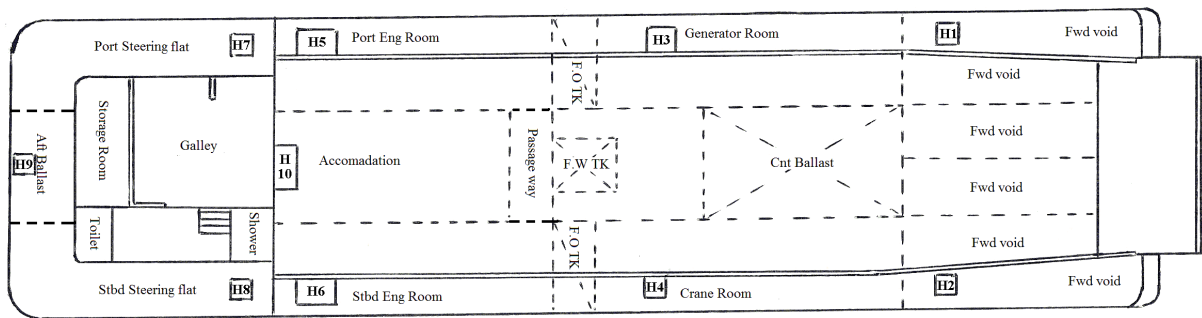 Port Steering flat
H7
H5
Port Eng Room
H3
Generator Room
H1
Fwd void
F.O TK
Fwd void
Storage Room
Galley
Aft Ballast
H9
H
10
Accomadation
Passage way
F.W TK
Cnt Ballast
Fwd void
Fwd void
Toilet
Shower
F.O TK
Fwd void
Stbd Steering flat
H8
H6
Stbd Eng Room
H4
Crane Room
H2
Fwd void